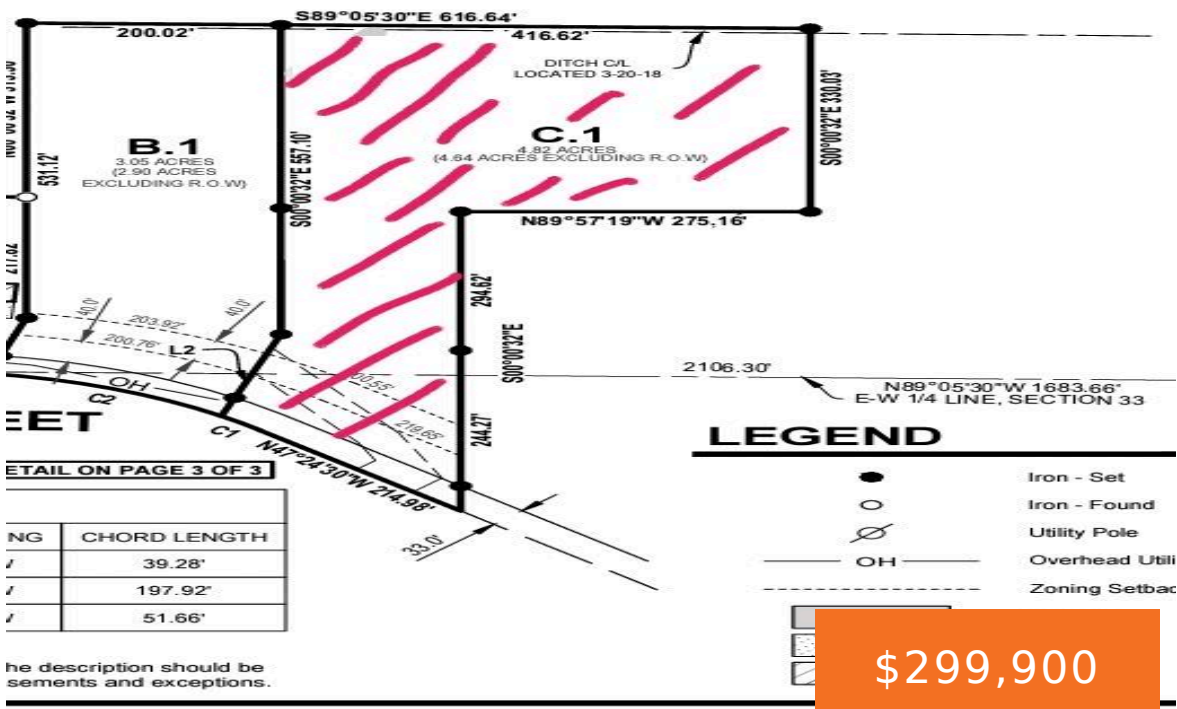 S89°05'30"E 616.64'
200.02'
416.62'
DITCH C/L
LOCATED 3-20-18
S00°00'32"E 330.03'
531.12'
B.1
3.05 ACRES
(2.90 ACRES
EXCLUDING R.O.W)
S00°00'32"E 557.10'
C.1
4.82 ACRES
(4.64 ACRES EXCLUDING R.O.W)
N89°57'19"W 275.16'
217.82'
294.62'
S00°00'32"E
40.0'
203.92'
40.0'
200.76'
L2
OH
C2
2106.30'
N89°05'30"W 1683.66'
E-W 1/4 LINE, SECTION 33
219.65'
244.27'
EET
C1
N47°24'30"W 214.98'
33.0'
ETAIL ON PAGE 3 OF 3
NG CHORD LENGTH
39.28'
197.92'
51.66'
he description should be
sements and exceptions.
LEGEND
Iron - Set
Iron - Found
Utility Pole
OH Overhead Utili
Zoning Setbac
$299,900